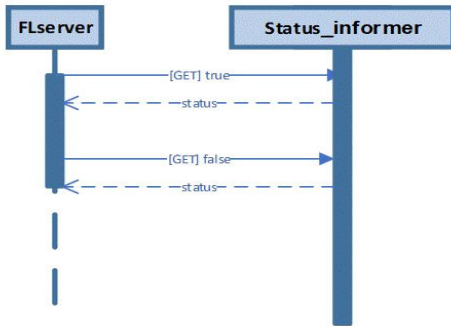 FLserver
Status_informer
[GET] true
status
[GET] false
status